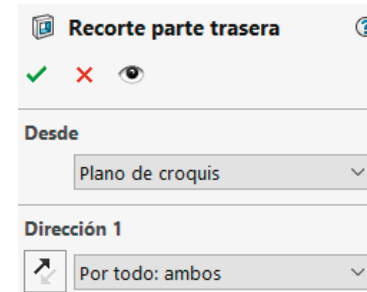 Recorte parte trasera
Desde
Plano de croquis
Dirección 1
Por todo: ambos